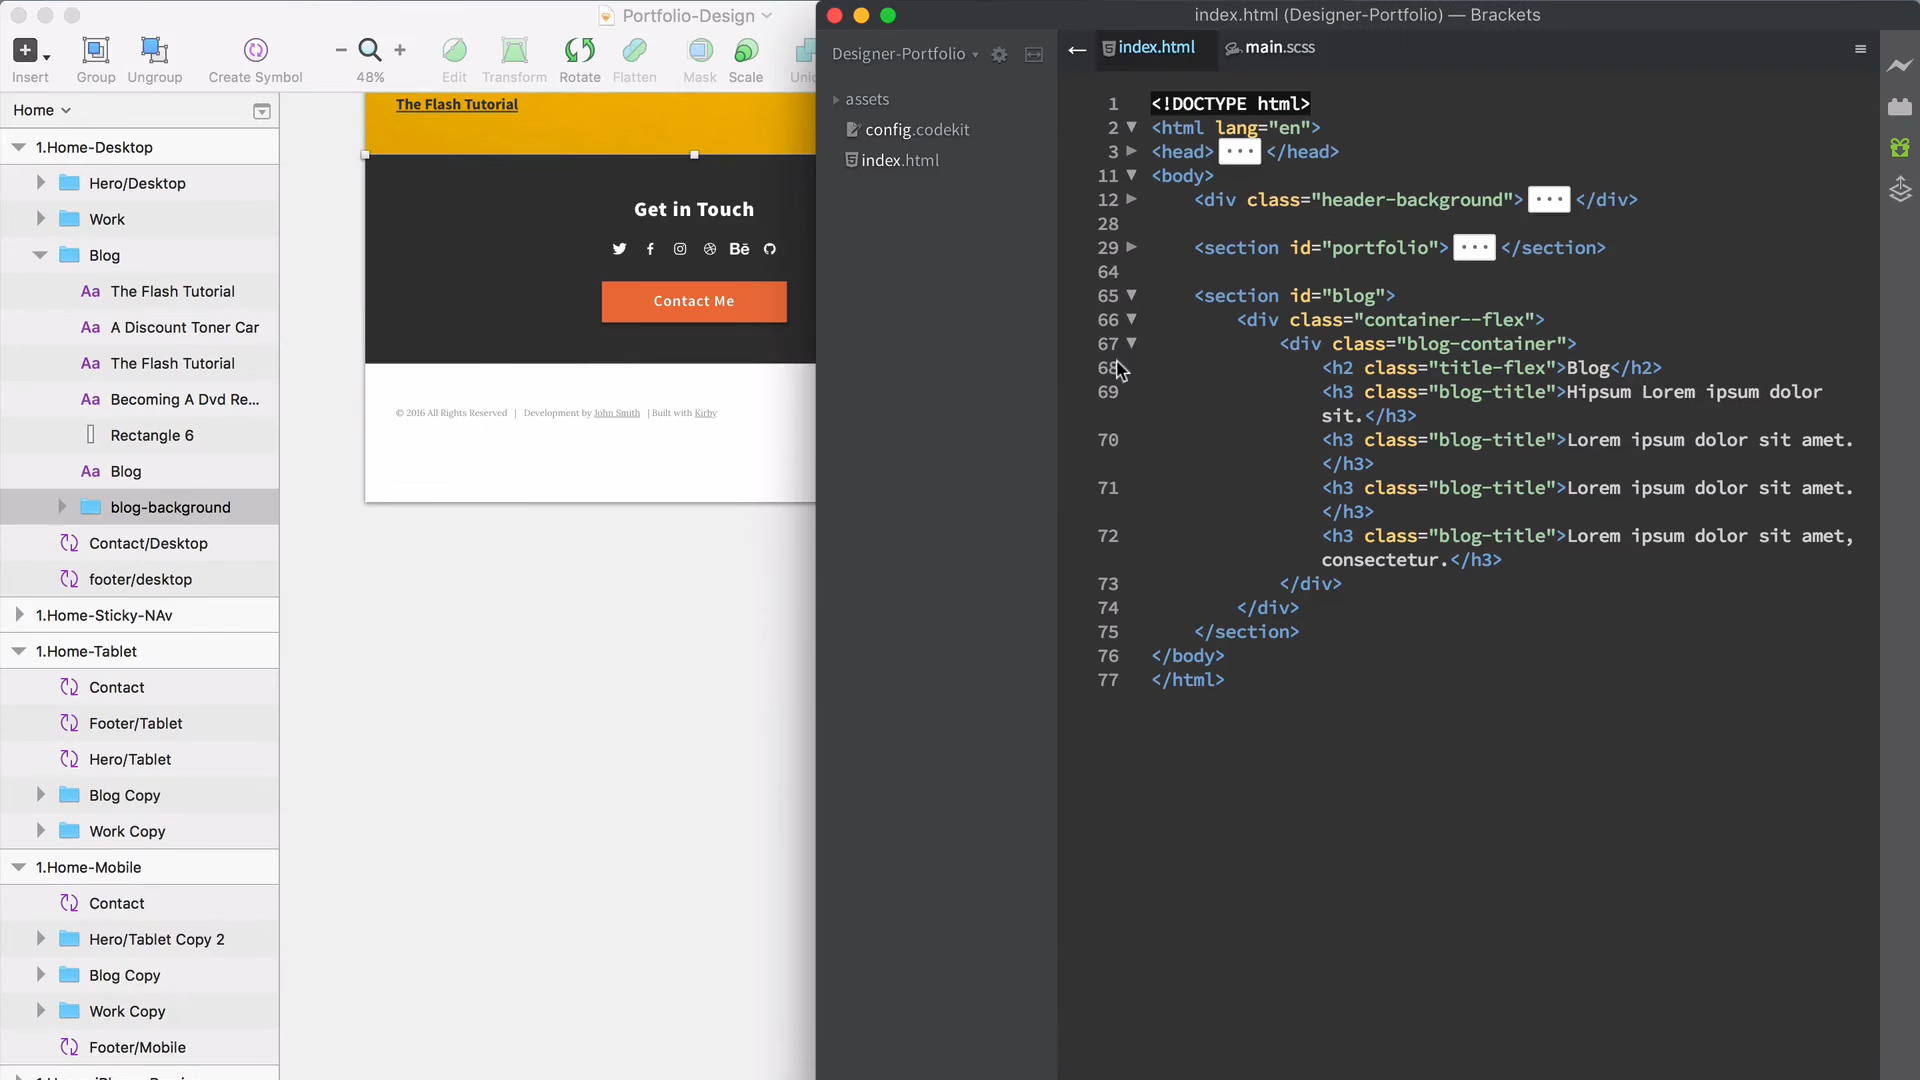 Portfolio-Design
Insert
Group
Ungroup
Create Symbol
48%
Edit
Transform
Rotate
Flatten
Mask
Scale
Home
1.Home-Desktop
Hero/Desktop
Work
Blog
Aa The Flash Tutorial
Aa A Discount Toner Car
Aa The Flash Tutorial
Aa Becoming A Dvd Re...
Rectangle 6
Aa Blog
blog-background
Contact/Desktop
footer/desktop
1.Home-Sticky-NAv
1.Home-Tablet
Contact
Footer/Tablet
Hero/Tablet
Blog Copy
Work Copy
1.Home-Mobile
Contact
Hero/Tablet Copy 2
Blog Copy
Work Copy
Footer/Mobile
The Flash Tutorial
Get in Touch
Bē
Contact Me
© 2016 All Rights Reserved | Development by John Smith | Built with Kirby
index.html (Designer-Portfolio) — Brackets
Designer-Portfolio
assets
config.codekit
index.html
index.html
main.scss
1 <!DOCTYPE html>
2 <html lang="en">
3 <head> ... </head>
11 <body>
12 <div class="header-background"> ... </div>
28
29 <section id="portfolio"> ... </section>
64
65 <section id="blog">
66 <div class="container--flex">
67 <div class="blog-container">
68 <h2 class="title-flex">Blog</h2>
69 <h3 class="blog-title">Hipsum Lorem ipsum dolor
sit.</h3>
70 <h3 class="blog-title">Lorem ipsum dolor sit amet.
</h3>
71 <h3 class="blog-title">Lorem ipsum dolor sit amet.
</h3>
72 <h3 class="blog-title">Lorem ipsum dolor sit amet,
consectetur.</h3>
73 </div>
74 </div>
75 </section>
76 </body>
77 </html>